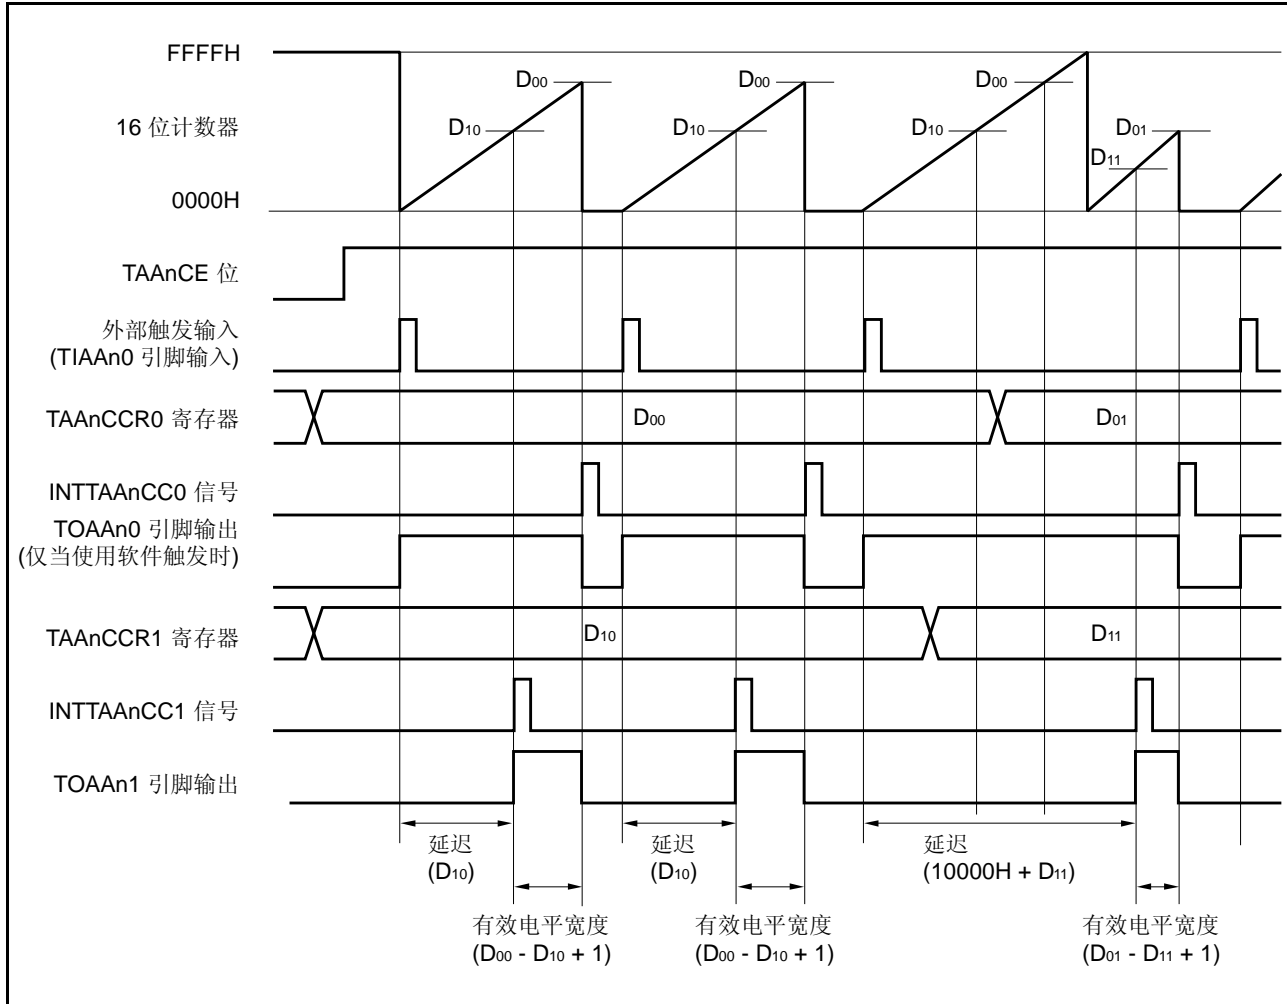 FFFFH
D00
D00
D00
16 位计数器
D10
D10
D10
D01
D11
0000H
TAAnCE 位
外部触发输入
(TIAAn0 引脚输入)
TAAnCCR0 寄存器
D00
D01
INTTAAnCC0 信号
TOAAn0 引脚输出
(仅当使用软件触发时)
TAAnCCR1 寄存器
D10
D11
INTTAAnCC1 信号
TOAAn1 引脚输出
延迟
(D10)
延迟
(D10)
延迟
(10000H + D11)
有效电平宽度
(D00 - D10 + 1)
有效电平宽度
(D00 - D10 + 1)
有效电平宽度
(D01 - D11 + 1)